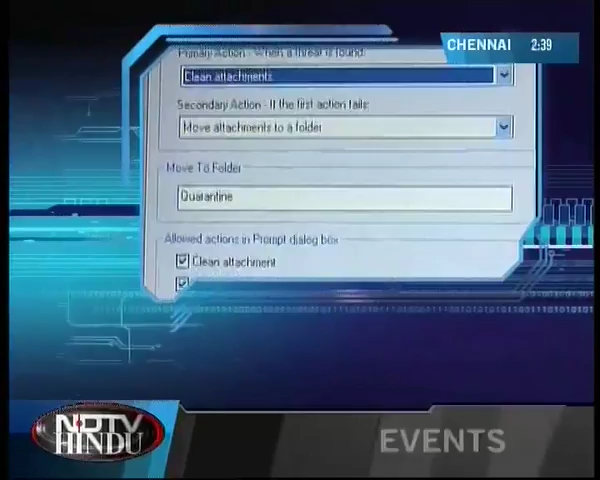 CHENNAI 2:39
Primary Action - When a threat is found:
Clean attachments
Secondary Action - If the first action fails:
Move attachments to a folder
Move To Folder
Quarantine
Allowed actions in Prompt dialog box
Clean attachment
NDTV
HINDU
EVENTS